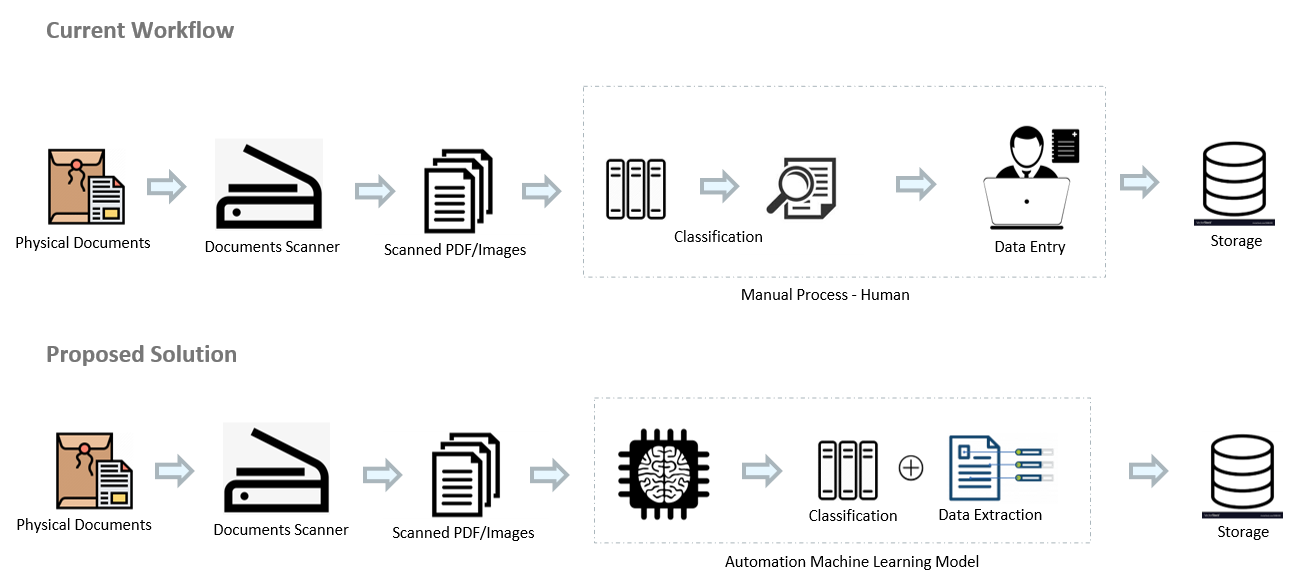 Current Workflow
Physical Documents
Documents Scanner
Scanned PDF/Images
Classification
Data Entry
Storage
Manual Process - Human
Proposed Solution
Physical Documents
Documents Scanner
Scanned PDF/Images
Classification
Data Extraction
Storage
Automation Machine Learning Model